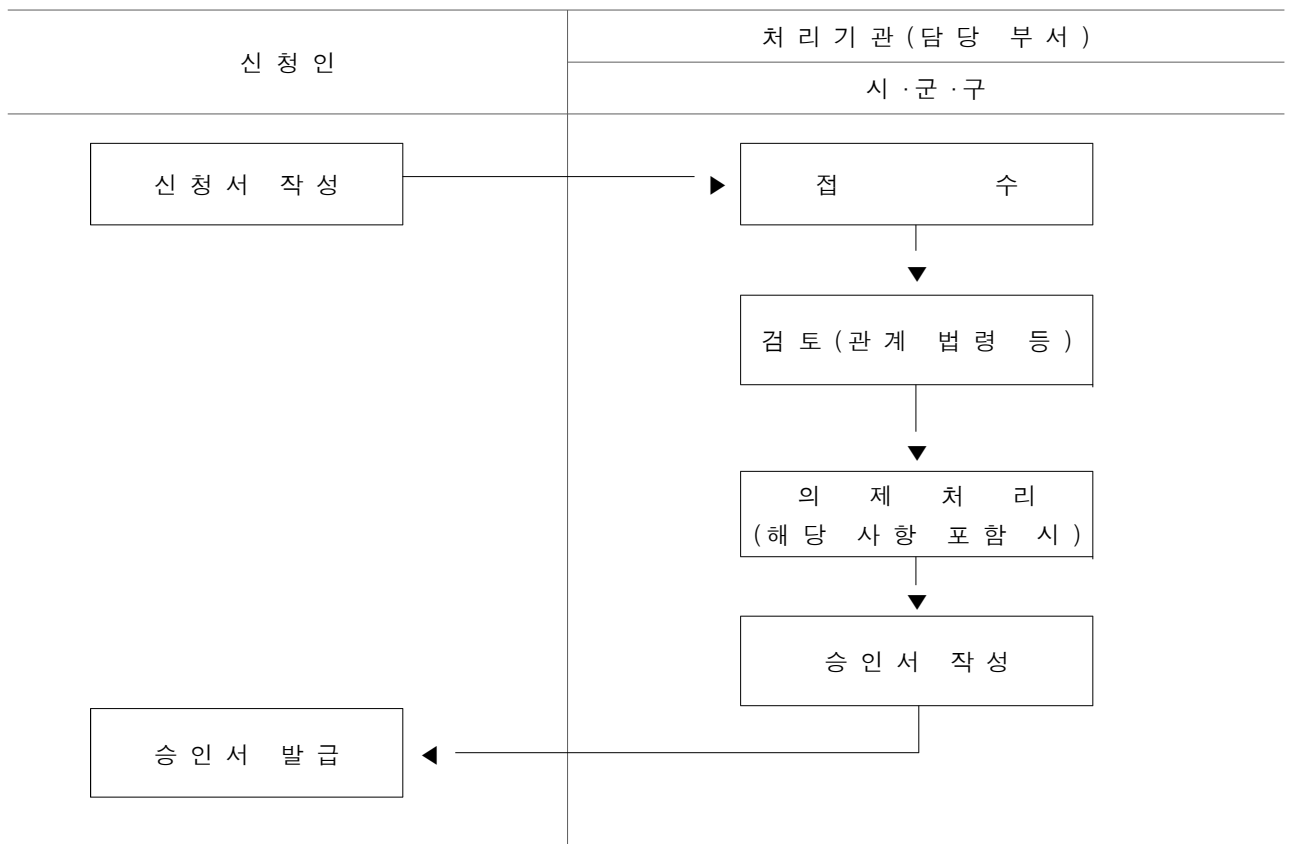 신청인
처리기관(담당 부서)
시·군·구
신청서 작성
접 수
검토(관계 법령 등)
의 제 처 리
(해당 사항 포함 시)
승인서 작성
승인서 발급